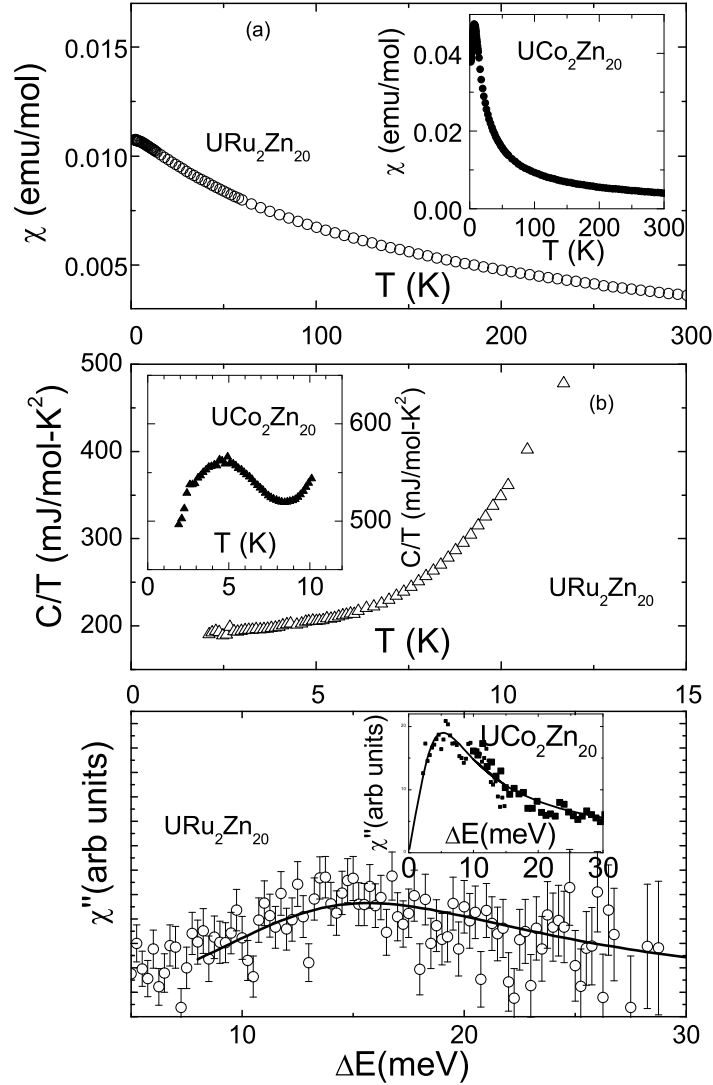 (a)
0.015
0.010
0.005
χ (emu/mol)
URu₂Zn₂₀
T (K)
0 100 200 300
UCo₂Zn₂₀
0.04
0.02
0.00
χ (emu/mol)
0 100 200 300
T (K)
500
400
300
200
C/T (mJ/mol-K²)
(b)
URu₂Zn₂₀
T (K)
0 5 10 15
UCo₂Zn₂₀
600
500
C/T (mJ/mol-K²)
T (K)
0 5 10
χ"(arb units)
URu₂Zn₂₀
10 20 30
ΔE(meV)
UCo₂Zn₂₀
20
10
0
χ"(arb units)
ΔE(meV)
0 10 20 30